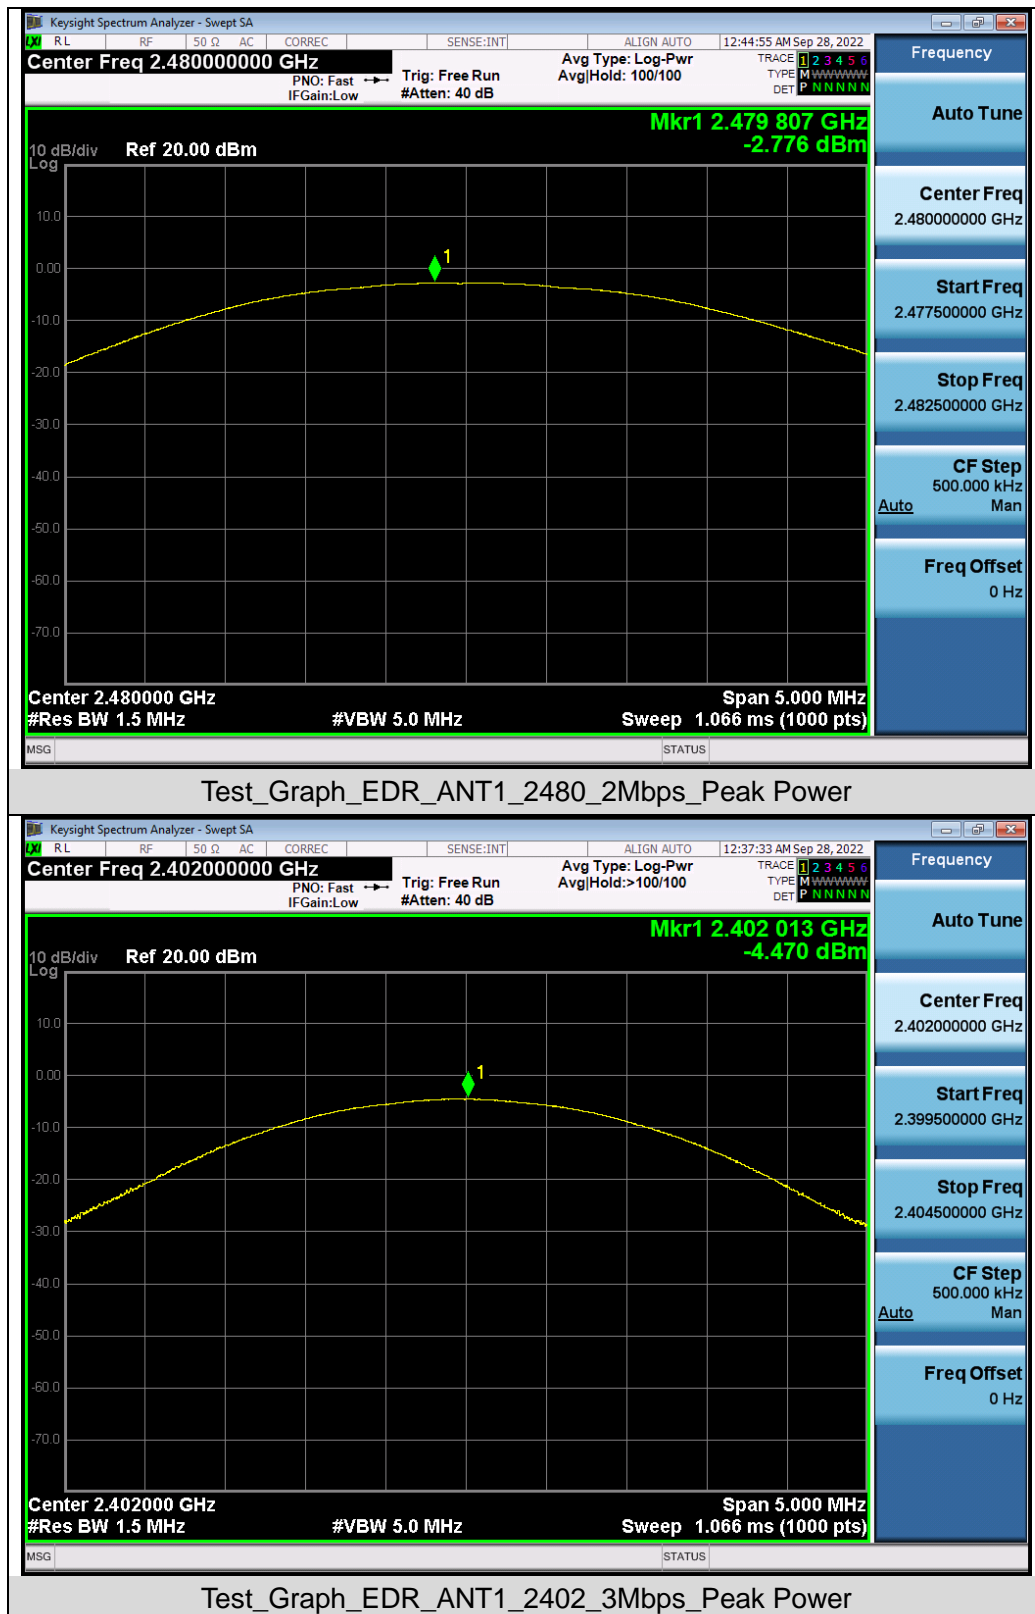 Keysight Spectrum Analyzer - Swept SA
LXI RL RF 50 Ω AC CORREC SENSE:INT ALIGN AUTO 12:44:55 AM Sep 28, 2022
Center Freq 2.480000000 GHz
PNO: Fast Trig: Free Run Avg Type: Log-Pwr TRACE 1 2 3 4 5 6
IFGain:Low #Atten: 40 dB Avg|Hold: 100/100 TYPE M WWWWW
DET P N N N N N
Frequency
Auto Tune
Mkr1 2.479 807 GHz
-2.776 dBm
10 dB/div Ref 20.00 dBm
Log
10.0
0.00
-10.0
-20.0
-30.0
-40.0
-50.0
-60.0
-70.0
1
Center Freq
2.480000000 GHz
Start Freq
2.477500000 GHz
Stop Freq
2.482500000 GHz
CF Step
500.000 kHz
Auto Man
Freq Offset
0 Hz
Center 2.480000 GHz Span 5.000 MHz
#Res BW 1.5 MHz #VBW 5.0 MHz Sweep 1.066 ms (1000 pts)
MSG STATUS
Test_Graph_EDR_ANT1_2480_2Mbps_Peak Power
Keysight Spectrum Analyzer - Swept SA
LXI RL RF 50 Ω AC CORREC SENSE:INT ALIGN AUTO 12:37:33 AM Sep 28, 2022
Center Freq 2.402000000 GHz
PNO: Fast Trig: Free Run Avg Type: Log-Pwr TRACE 1 2 3 4 5 6
IFGain:Low #Atten: 40 dB Avg|Hold:>100/100 TYPE M WWWWW
DET P N N N N N
Frequency
Auto Tune
Mkr1 2.402 013 GHz
-4.470 dBm
10 dB/div Ref 20.00 dBm
Log
10.0
0.00
-10.0
-20.0
-30.0
-40.0
-50.0
-60.0
-70.0
1
Center Freq
2.402000000 GHz
Start Freq
2.399500000 GHz
Stop Freq
2.404500000 GHz
CF Step
500.000 kHz
Auto Man
Freq Offset
0 Hz
Center 2.402000 GHz Span 5.000 MHz
#Res BW 1.5 MHz #VBW 5.0 MHz Sweep 1.066 ms (1000 pts)
MSG STATUS
Test_Graph_EDR_ANT1_2402_3Mbps_Peak Power